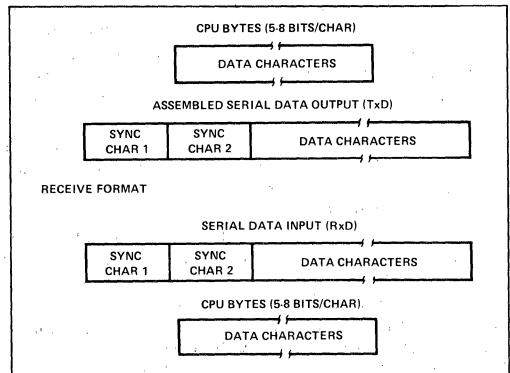 CPU BYTES (5-8 BITS/CHAR)
DATA CHARACTERS
ASSEMBLED SERIAL DATA OUTPUT (TxD)
SYNC CHAR 1
SYNC CHAR 2
DATA CHARACTERS
RECEIVE FORMAT
SERIAL DATA INPUT (RxD)
SYNC CHAR 1
SYNC CHAR 2
DATA CHARACTERS
CPU BYTES (5-8 BITS/CHAR)
DATA CHARACTERS